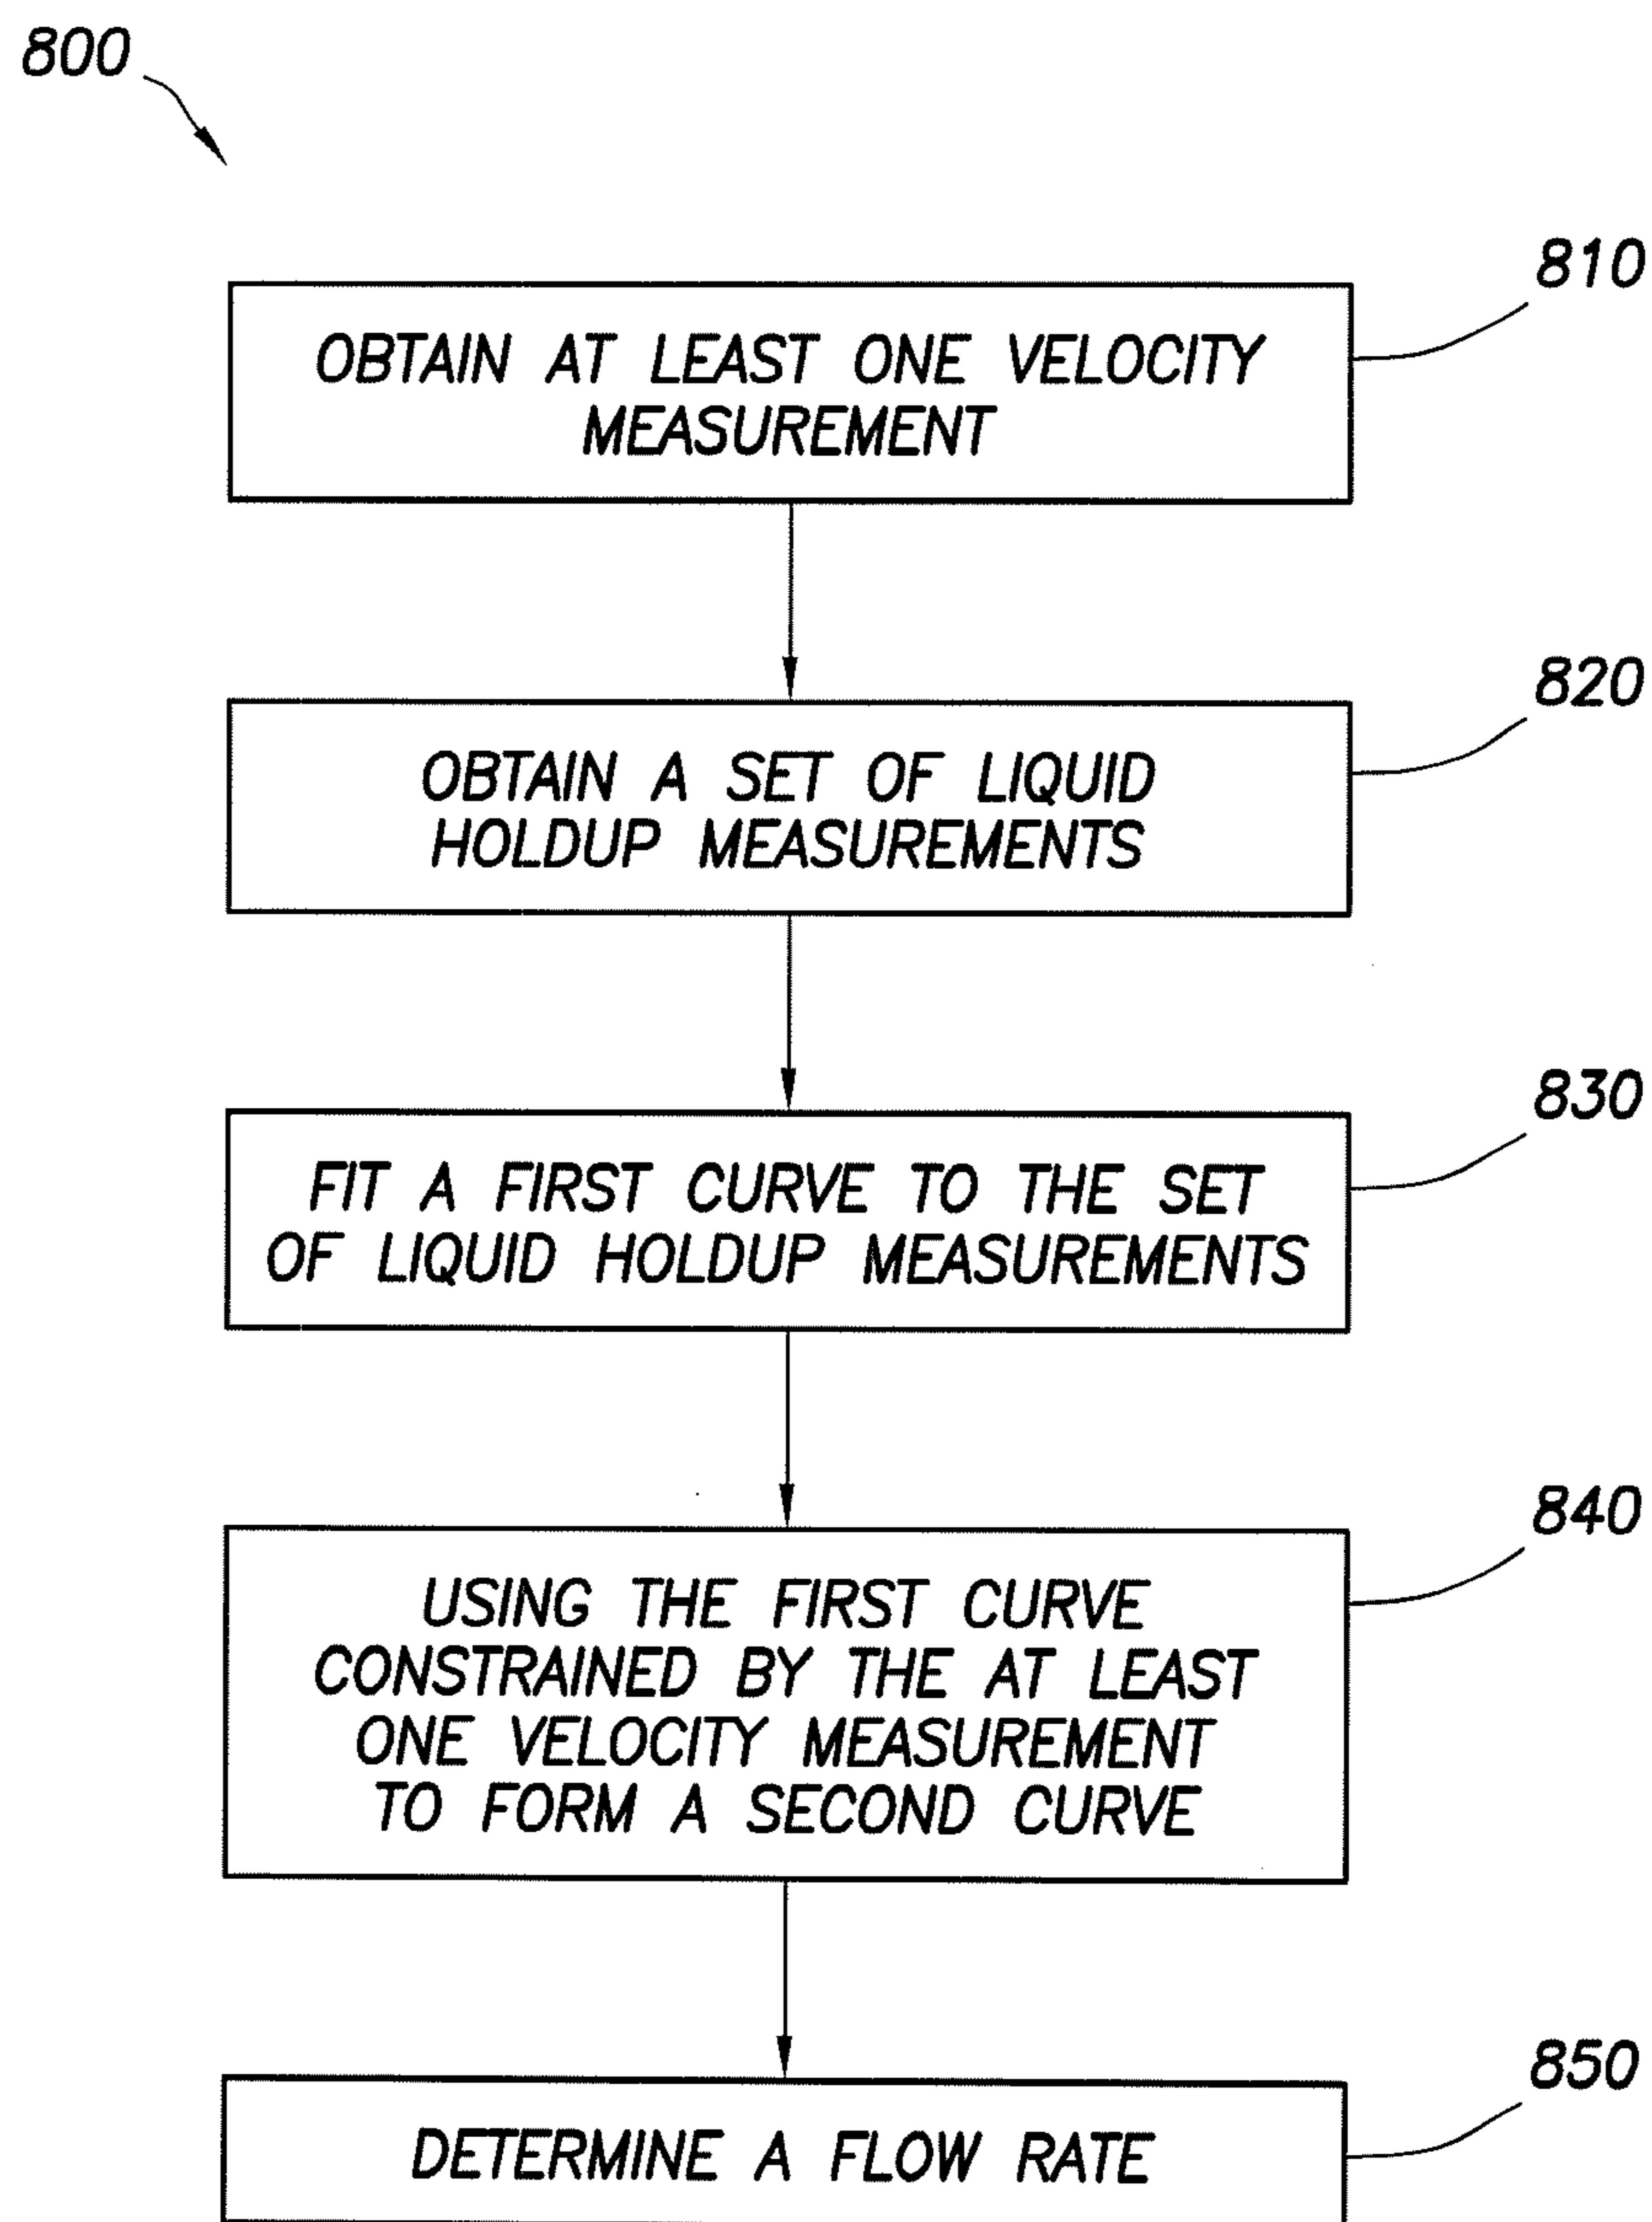 800
810
OBTAIN AT LEAST ONE VELOCITY
MEASUREMENT
820
OBTAIN A SET OF LIQUID
HOLDUP MEASUREMENTS
830
FIT A FIRST CURVE TO THE SET
OF LIQUID HOLDUP MEASUREMENTS
840
USING THE FIRST CURVE
CONSTRAINED BY THE AT LEAST
ONE VELOCITY MEASUREMENT
TO FORM A SECOND CURVE
850
DETERMINE A FLOW RATE